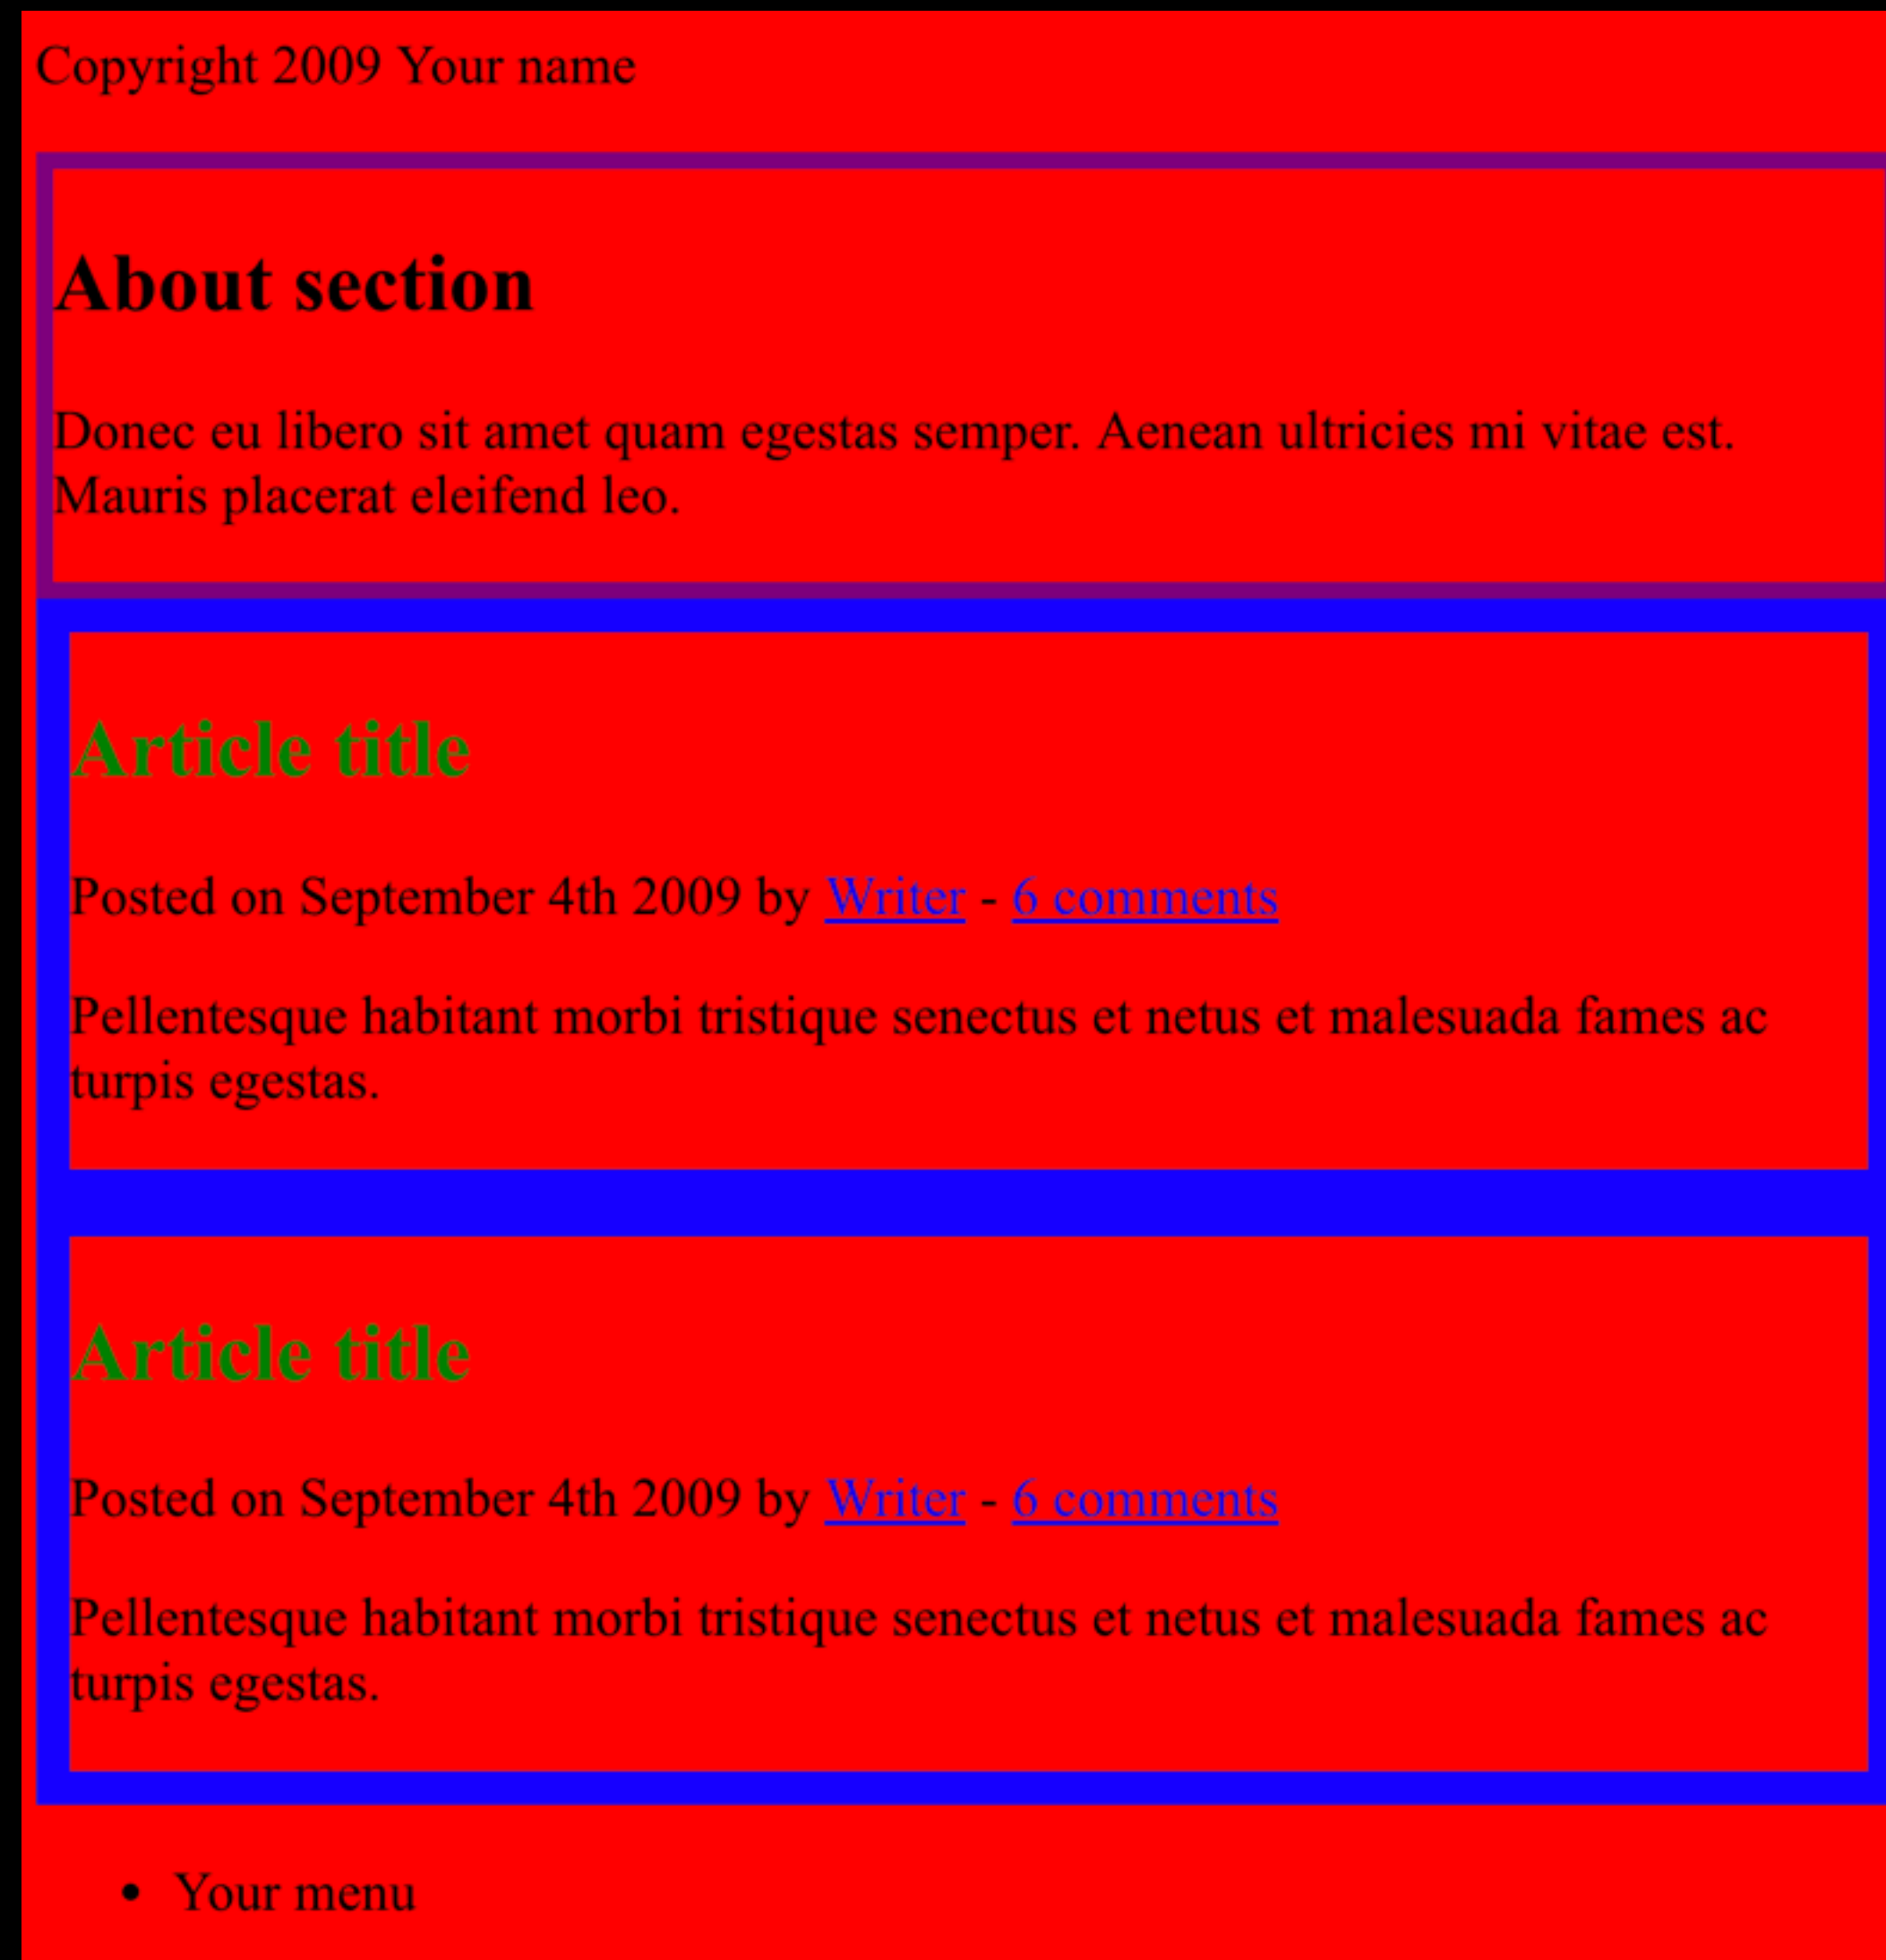 Copyright 2009 Your name
About section
Donec eu libero sit amet quam egestas semper. Aenean ultricies mi vitae est.
Mauris placerat eleifend leo.
Article title
Posted on September 4th 2009 by Writer - 6 comments
Pellentesque habitant morbi tristique senectus et netus et malesuada fames ac
turpis egestas.
Article title
Posted on September 4th 2009 by Writer - 6 comments
Pellentesque habitant morbi tristique senectus et netus et malesuada fames ac
turpis egestas.
• Your menu